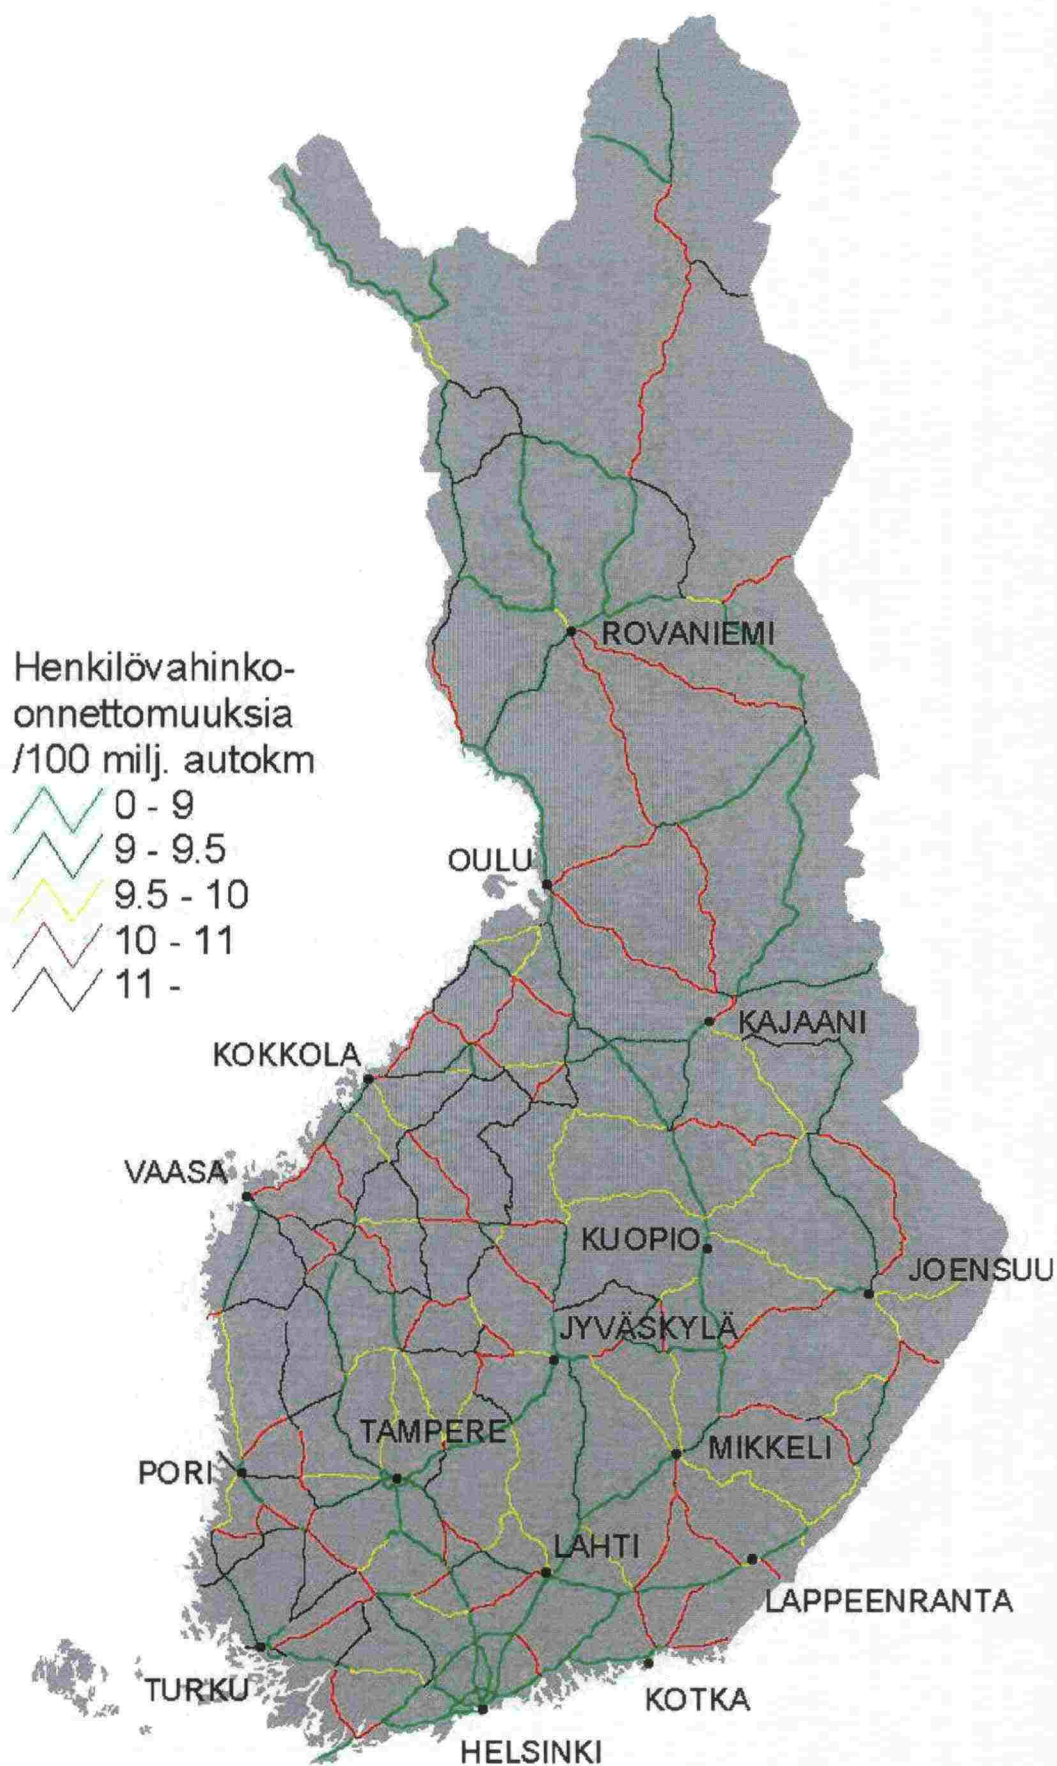 ROVANIEMI
Henkilövahinko-
onnettomuuksia
/100 milj. autokm
0 - 9
9 - 9.5
9.5 - 10
10 - 11
11 -
OULU
KAJAANI
KOKKOLA
VAASA
KUOPIO
JOENSUU
JYVÄSKYLÄ
TAMPERE
MIKKELI
PORI
LAHTI
LAPPEENRANTA
TURKU
KOTKA
HELSINKI